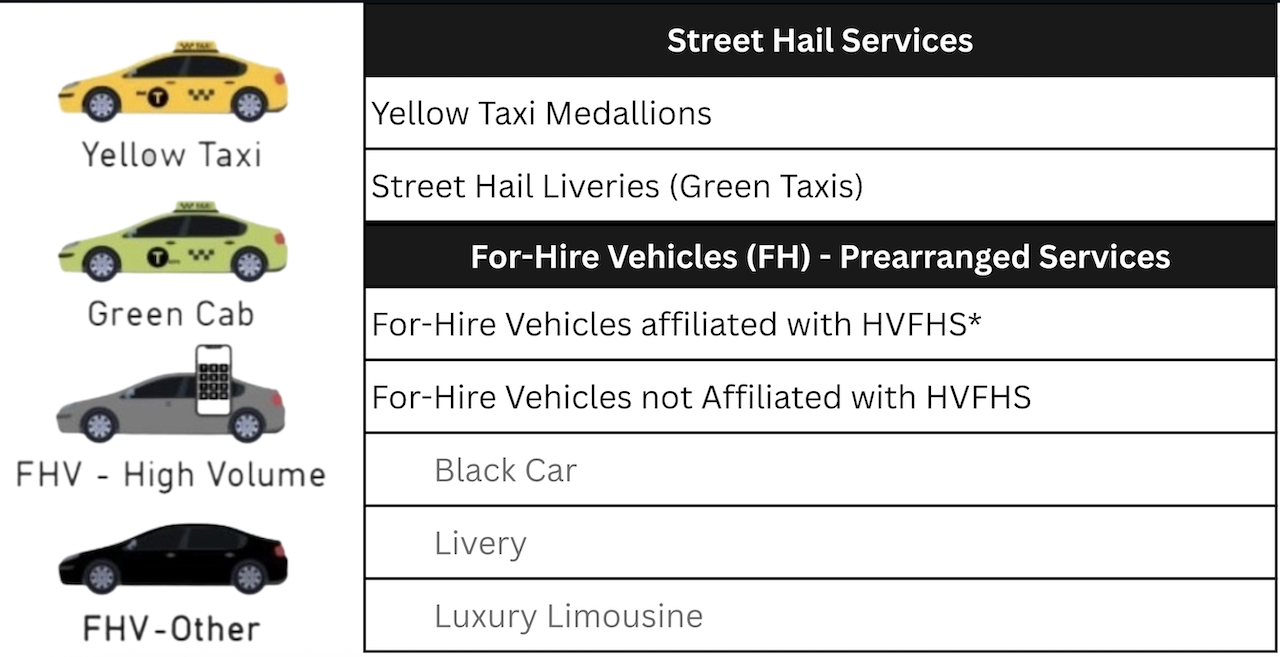 Yellow Taxi
Green Cab
FHV - High Volume
FHV-Other
Street Hail Services
Yellow Taxi Medallions
Street Hail Liveries (Green Taxis)
For-Hire Vehicles (FH) - Prearranged Services
For-Hire Vehicles affiliated with HVFHS*
For-Hire Vehicles not Affiliated with HVFHS
Black Car
Livery
Luxury Limousine